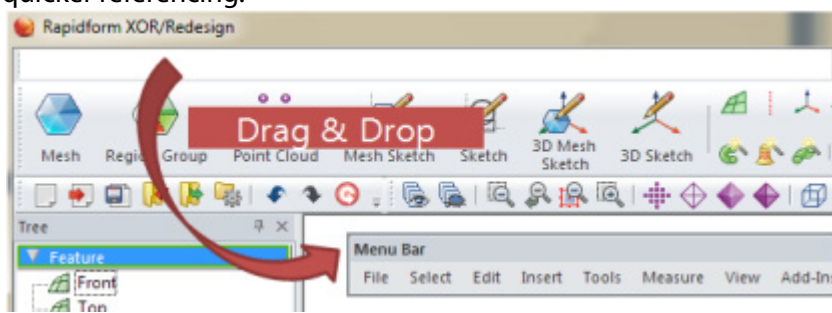 quicker referencing.
Rapidform XOR/Redesign
Drag & Drop
Mesh Region Group Point Cloud Mesh Sketch Sketch 3D Mesh Sketch 3D Sketch
Tree
Menu Bar
Feature
File Select Edit Insert Tools Measure View
Front
Top